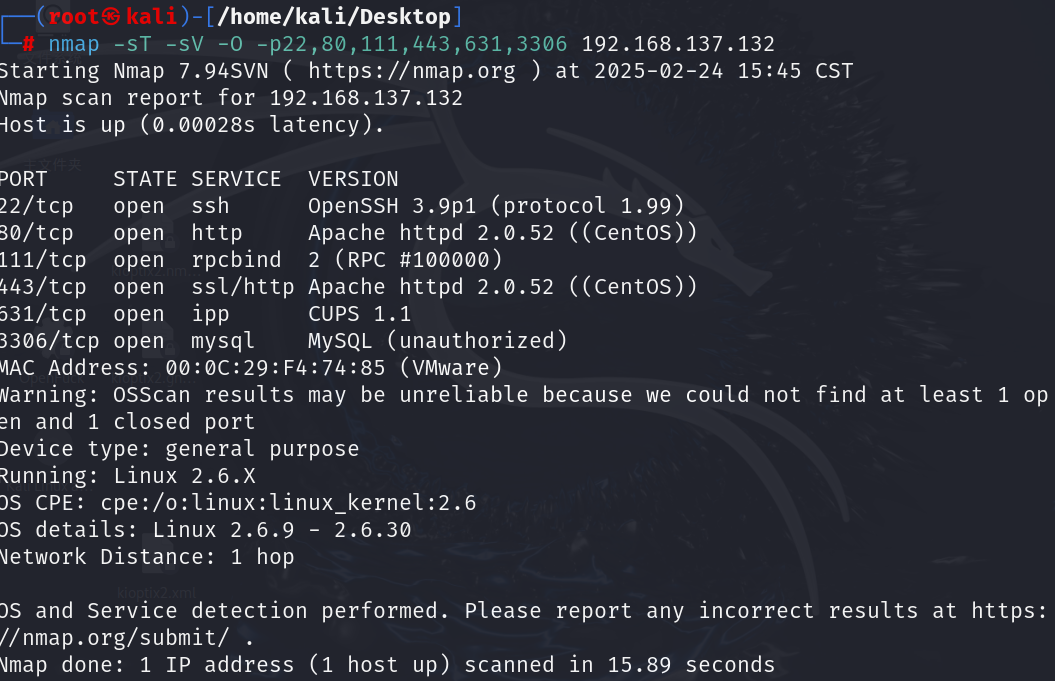 ┌──(root㉿kali)-[/home/kali/Desktop]
└─# nmap -sT -sV -O -p22,80,111,443,631,3306 192.168.137.132
Starting Nmap 7.94SVN ( https://nmap.org ) at 2025-02-24 15:45 CST
Nmap scan report for 192.168.137.132
Host is up (0.00028s latency).

PORT     STATE SERVICE  VERSION
22/tcp   open  ssh      OpenSSH 3.9p1 (protocol 1.99)
80/tcp   open  http     Apache httpd 2.0.52 ((CentOS))
111/tcp  open  rpcbind  2 (RPC #100000)
443/tcp  open  ssl/http Apache httpd 2.0.52 ((CentOS))
631/tcp  open  ipp      CUPS 1.1
3306/tcp open  mysql    MySQL (unauthorized)
MAC Address: 00:0C:29:F4:74:85 (VMware)
Warning: OSScan results may be unreliable because we could not find at least 1 op
en and 1 closed port
Device type: general purpose
Running: Linux 2.6.X
OS CPE: cpe:/o:linux:linux_kernel:2.6
OS details: Linux 2.6.9 - 2.6.30
Network Distance: 1 hop

kioptix2.xml
OS and Service detection performed. Please report any incorrect results at https:
//nmap.org/submit/ .
Nmap done: 1 IP address (1 host up) scanned in 15.89 seconds